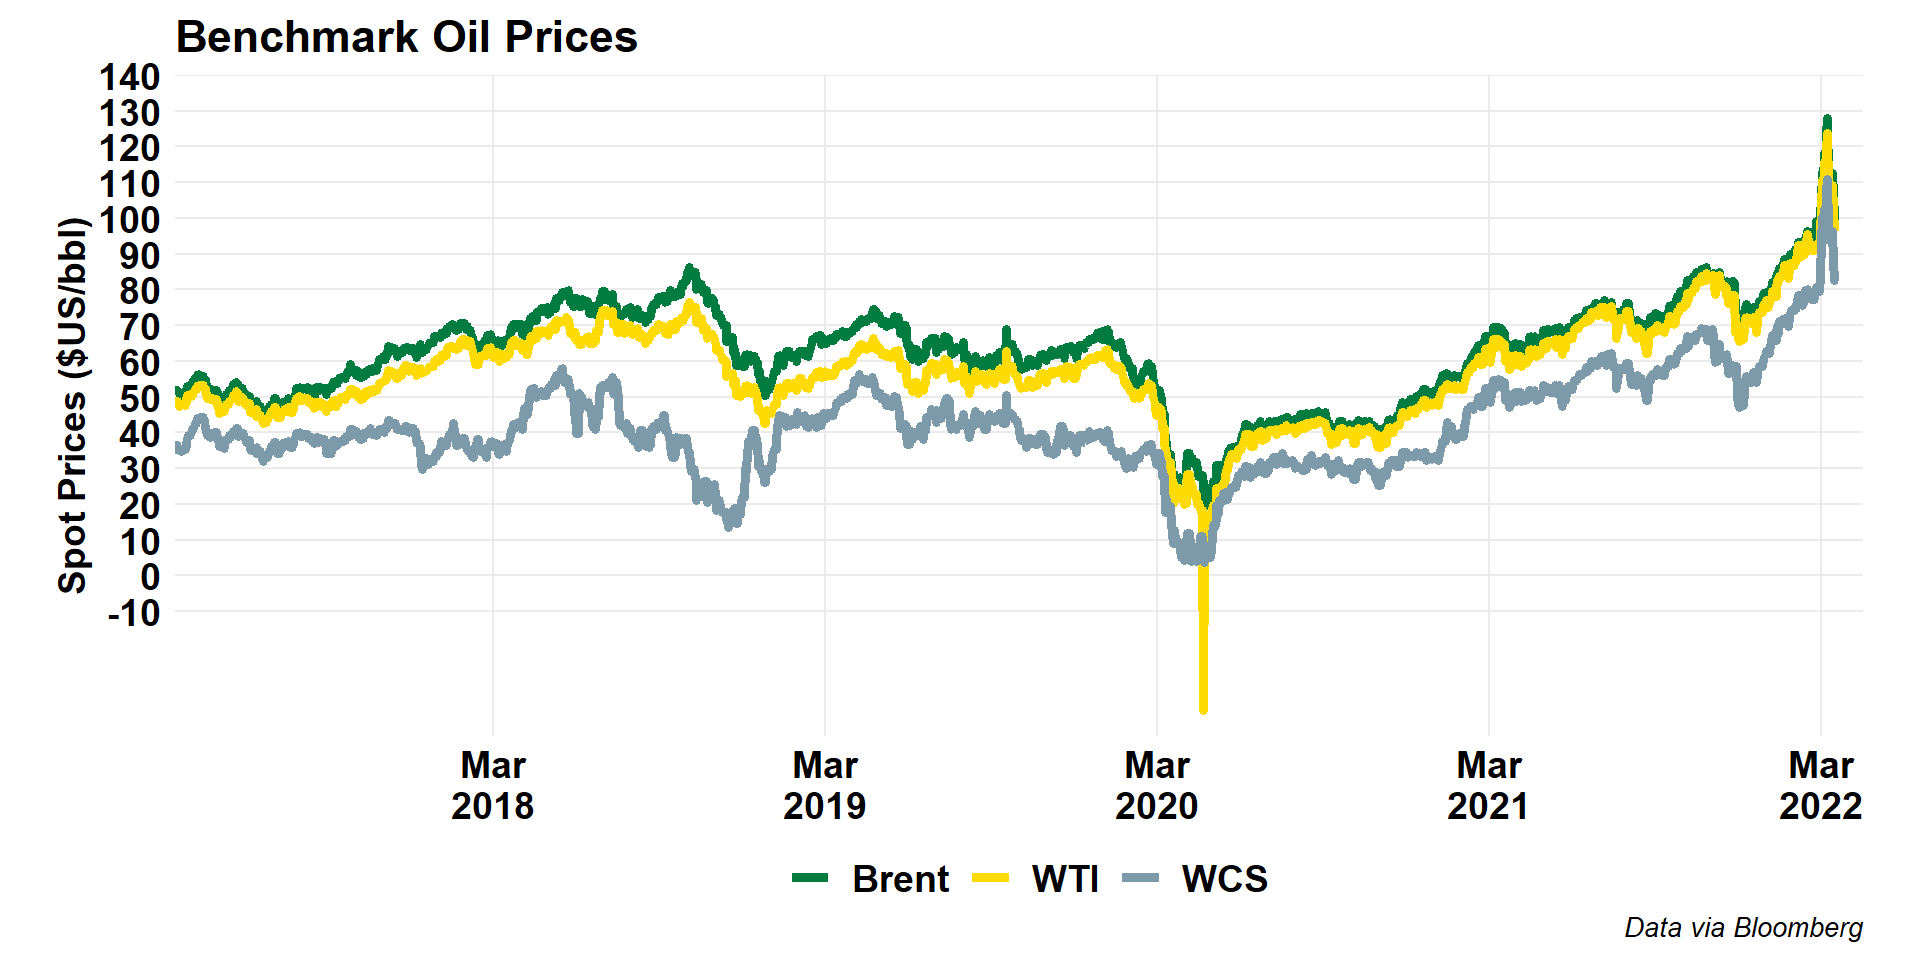 Benchmark Oil Prices
Spot Prices ($US/bbl)
140
130
120
110
100
90
80
70
60
50
40
30
20
10
0
-10
Mar 2018
Mar 2019
Mar 2020
Mar 2021
Mar 2022
Brent WTI WCS
Data via Bloomberg